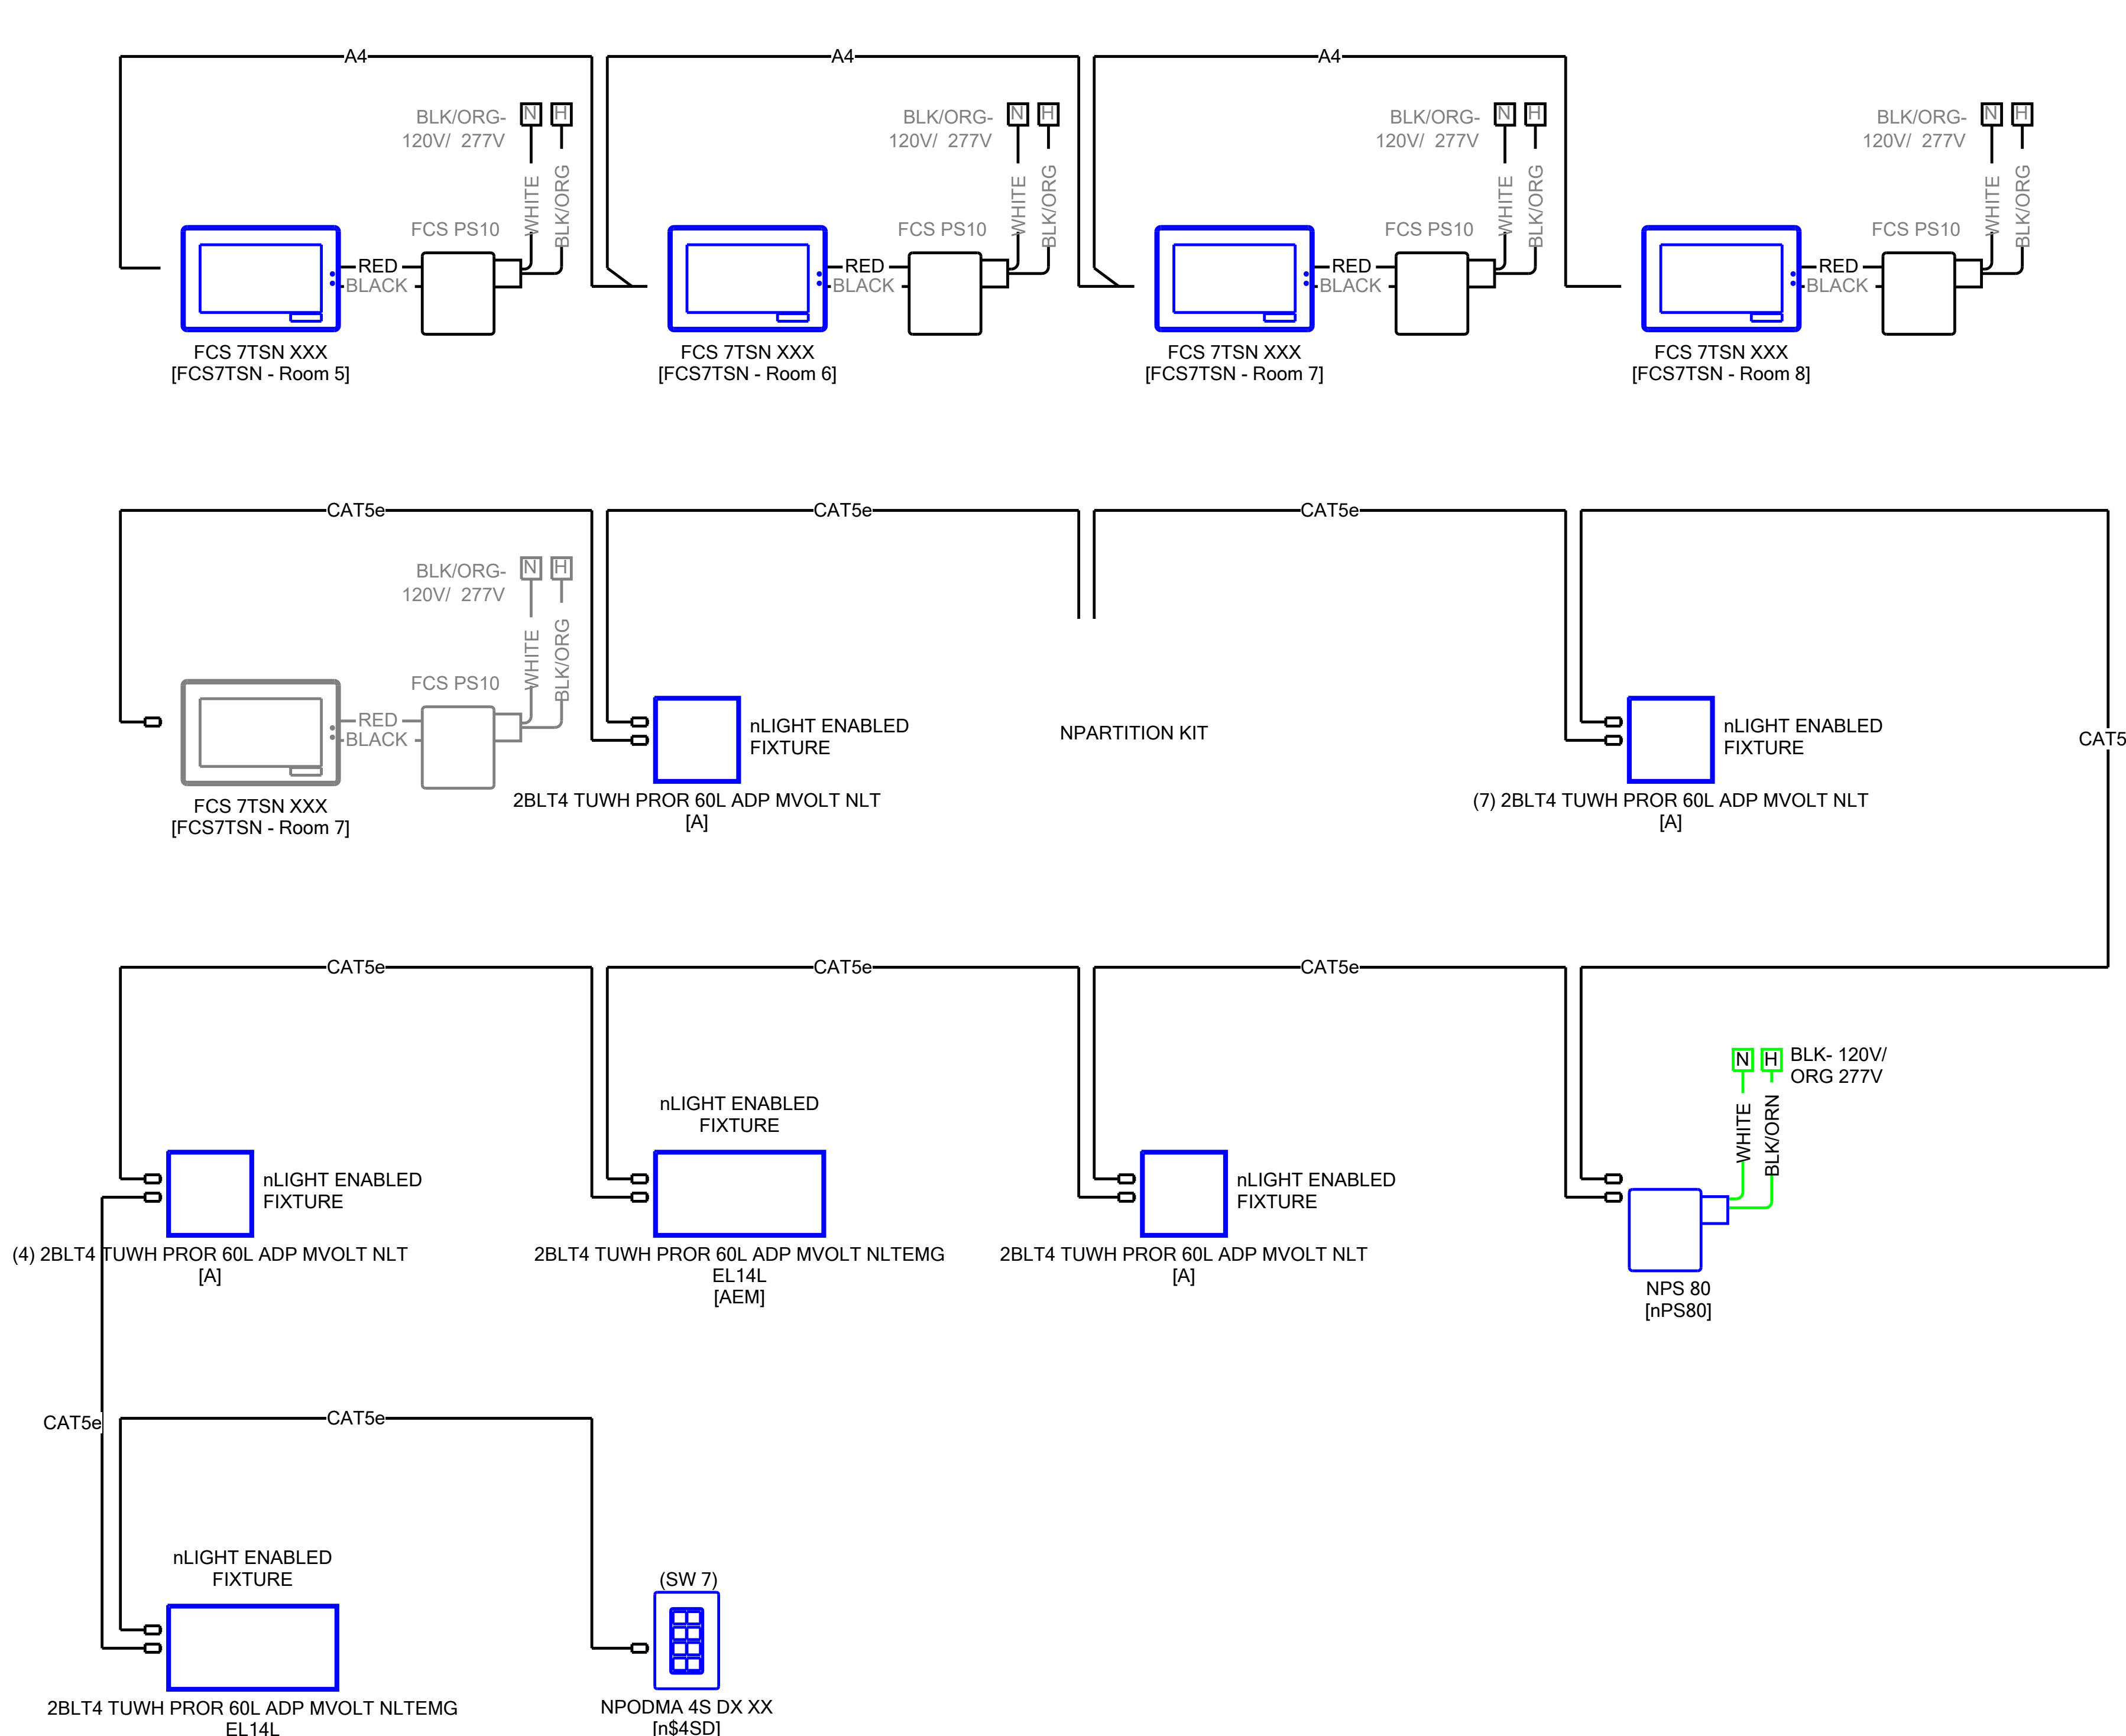 A4
A4
A4
BLK/ORG-
120V/ 277V
N
H
WHITE
BLK/ORG
FCS PS10
RED
BLACK
FCS 7TSN XXX
[FCS7TSN - Room 5]
BLK/ORG-
120V/ 277V
N
H
WHITE
BLK/ORG
FCS PS10
RED
BLACK
FCS 7TSN XXX
[FCS7TSN - Room 6]
BLK/ORG-
120V/ 277V
N
H
WHITE
BLK/ORG
FCS PS10
RED
BLACK
FCS 7TSN XXX
[FCS7TSN - Room 7]
BLK/ORG-
120V/ 277V
N
H
WHITE
BLK/ORG
FCS PS10
RED
BLACK
FCS 7TSN XXX
[FCS7TSN - Room 8]
CAT5e
CAT5e
CAT5e
BLK/ORG-
120V/ 277V
N
H
WHITE
BLK/ORG
FCS PS10
RED
BLACK
FCS 7TSN XXX
[FCS7TSN - Room 7]
nLIGHT ENABLED
FIXTURE
2BLT4 TUWH PROR 60L ADP MVOLT NLT
[A]
NPARTITION KIT
nLIGHT ENABLED
FIXTURE
(7) 2BLT4 TUWH PROR 60L ADP MVOLT NLT
[A]
CAT5
CAT5e
CAT5e
CAT5e
nLIGHT ENABLED
FIXTURE
(4) 2BLT4 TUWH PROR 60L ADP MVOLT NLT
[A]
nLIGHT ENABLED
FIXTURE
2BLT4 TUWH PROR 60L ADP MVOLT NLTEMG
EL14L
[AEM]
nLIGHT ENABLED
FIXTURE
2BLT4 TUWH PROR 60L ADP MVOLT NLT
[A]
N
H
BLK- 120V/
ORG 277V
WHITE
BLK/ORN
NPS 80
[nPS80]
CAT5e
CAT5e
nLIGHT ENABLED
FIXTURE
2BLT4 TUWH PROR 60L ADP MVOLT NLTEMG
EL14L
(SW 7)
NPODMA 4S DX XX
[n$4SD]